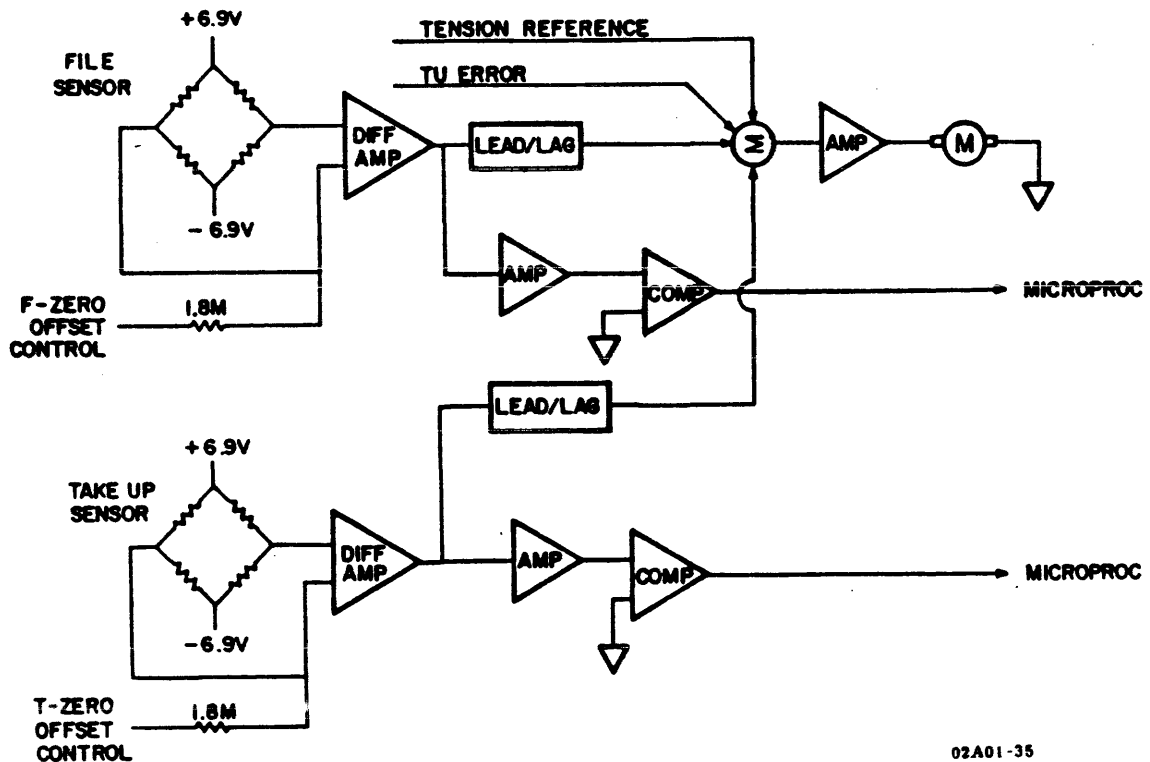 +6.9V
FILE
SENSOR
-6.9V
F-ZERO
OFFSET
CONTROL
1.8M
DIFF
AMP
TENSION REFERENCE
TU ERROR
LEAD/LAG
Σ
AMP
M
AMP
COMP
MICROPROC
LEAD/LAG
+6.9V
TAKE UP
SENSOR
-6.9V
T-ZERO
OFFSET
CONTROL
1.8M
DIFF
AMP
AMP
COMP
MICROPROC
02A01-35